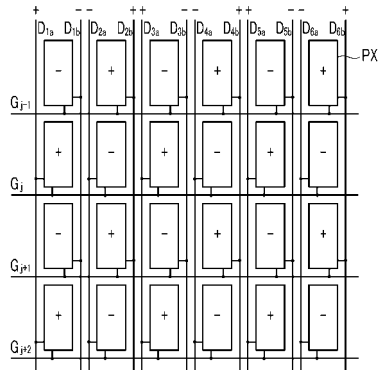 + - - + + - - + + - - +
D1a D1b D2a D2b D3a D3b D4a D4b D5a D5b D6a D6b
- + - + - + PX
Gj-1
+ - + - + -
Gj
- + - + - +
Gj+1
+ - + - + -
Gj+2